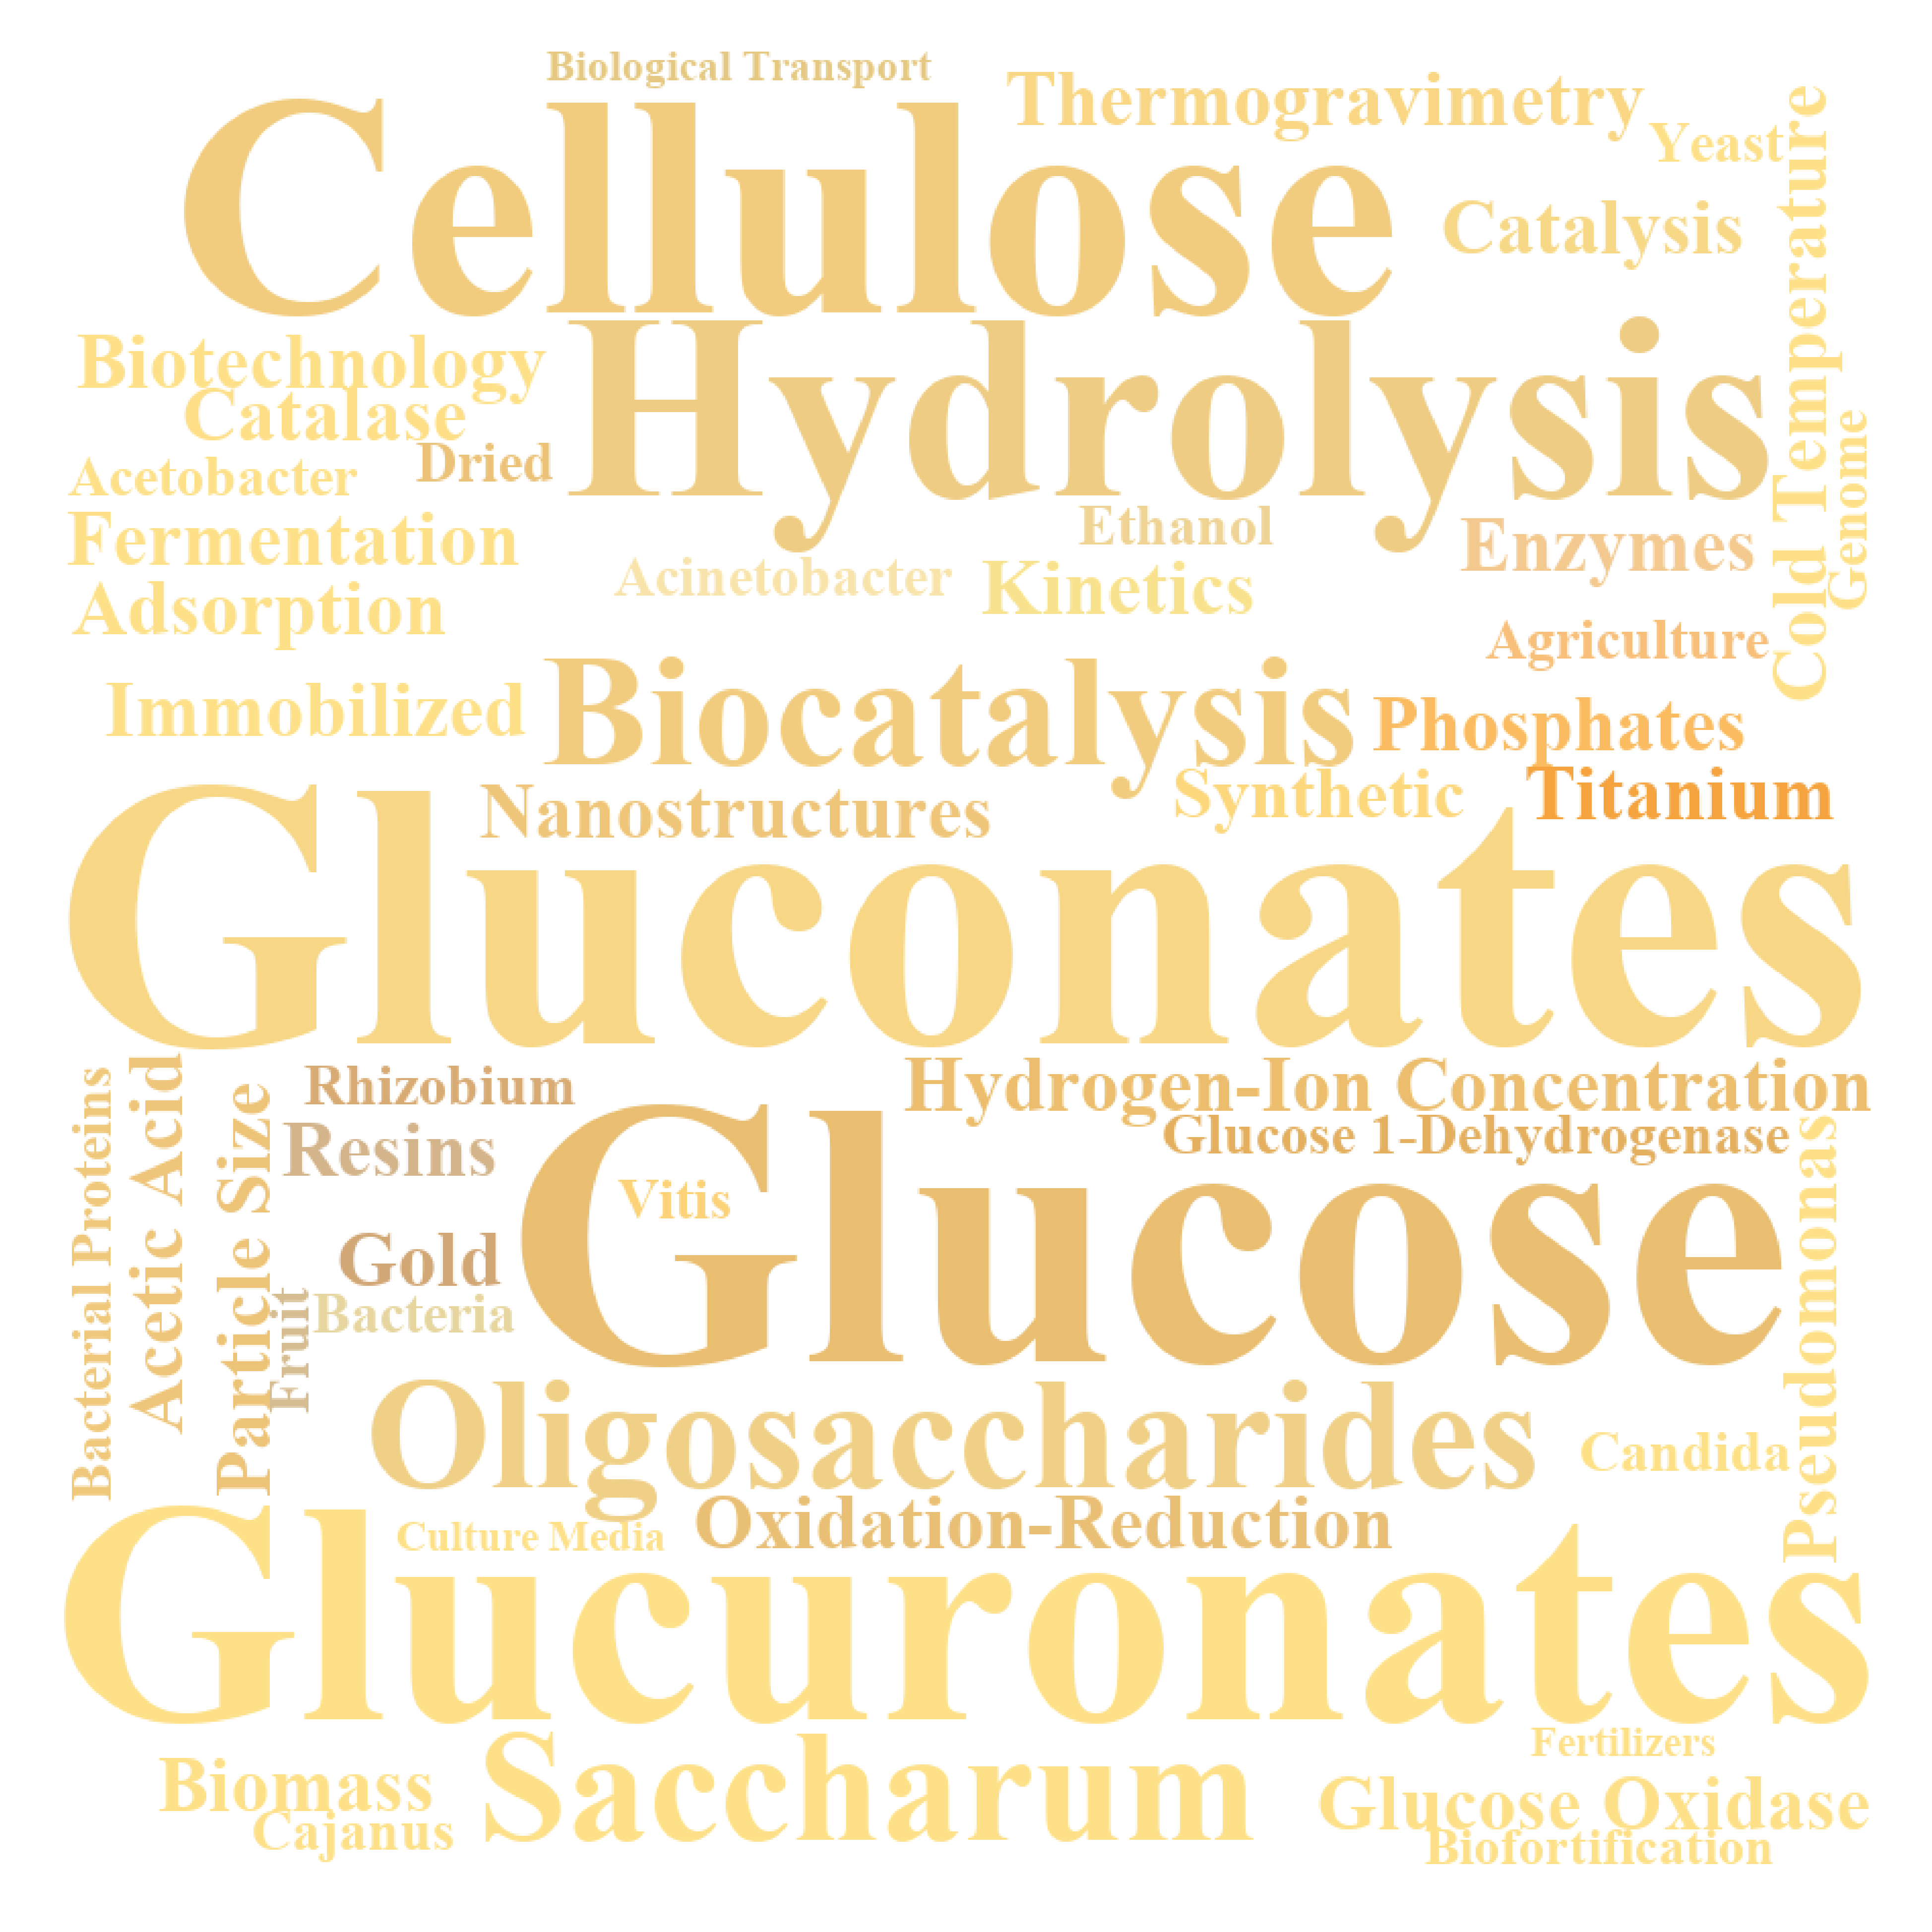 Biological Transport
Thermogravimetry
Cellulose
Yeast
Catalysis
Cold Temperature
Biotechnology
Hydrolysis
Catalase
Dried
Acetobacter
Genome
Fermentation
Ethanol
Enzymes
Acinetobacter
Kinetics
Adsorption
Agriculture
Immobilized
Biocatalysis
Phosphates
Synthetic
Titanium
Nanostructures
Gluconates
Bacterial Proteins
Acetic Acid
Particle Size
Rhizobium
Hydrogen-Ion Concentration
Resins
Glucose 1-Dehydrogenase
Glucose
Vitis
Pseudomonas
Gold
Fruit
Bacteria
Oligosaccharides
Candida
Culture Media
Oxidation-Reduction
Glucuronates
Fertilizers
Biomass
Saccharum
Glucose Oxidase
Cajanus
Biofortification